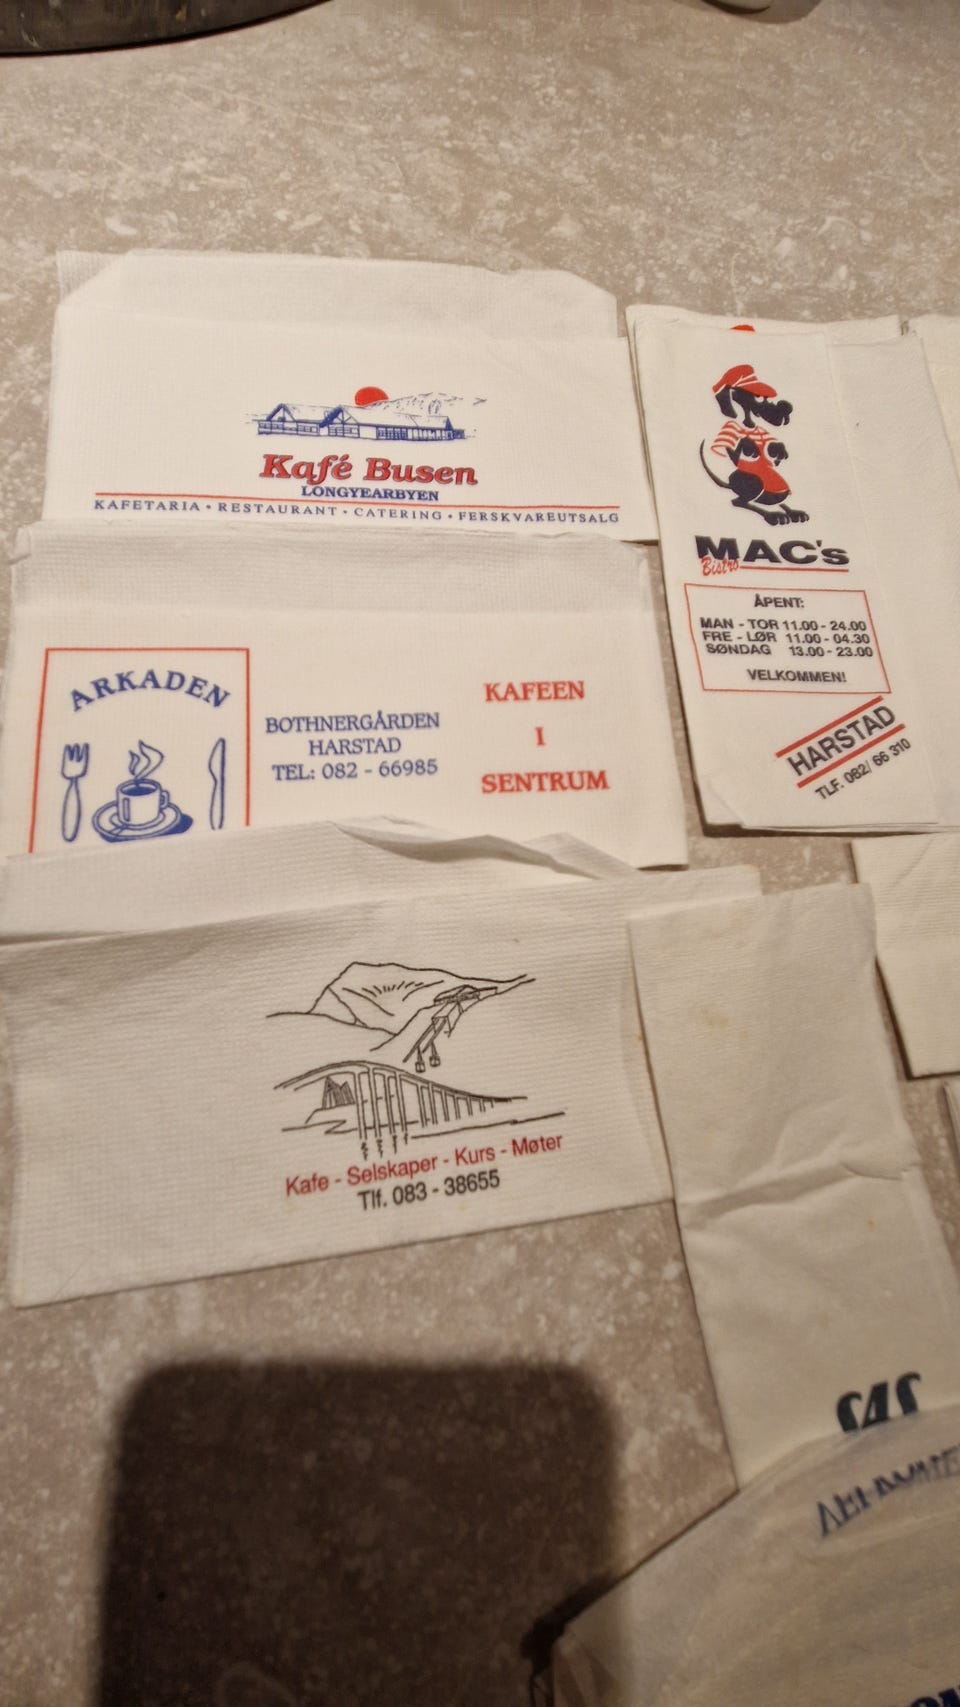 Kafé Busen
LONGYEARBYEN
KAFETARIA • RESTAURANT • CATERING • FERSKVAREUTSALG
MAC's
Bistro
ÅPENT:
MAN - TOR 11.00 - 24.00
FRE - LØR 11.00 - 04.30
SØNDAG 13.00 - 23.00
VELKOMMEN!
HARSTAD
TLF. 082/ 66 310
ARKADEN
BOTHNERGÅRDEN
HARSTAD
TEL: 082 - 66985
KAFEEN
I
SENTRUM
Kafe - Selskaper - Kurs - Møter
Tlf. 083 - 38655
SAS